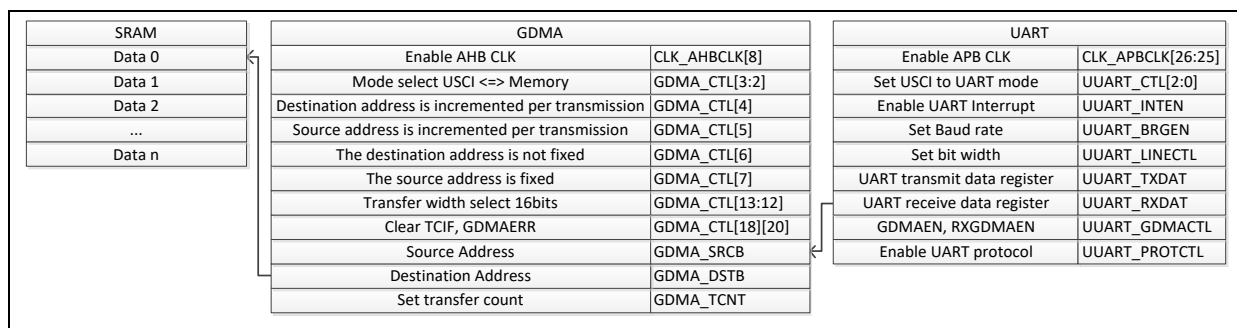 SRAM
Data 0
Data 1
Data 2
...
Data n
GDMA
Enable AHB CLK CLK_AHBCLK[8]
Mode select USCI <=> Memory GDMA_CTL[3:2]
Destination address is incremented per transmission GDMA_CTL[4]
Source address is incremented per transmission GDMA_CTL[5]
The destination address is not fixed GDMA_CTL[6]
The source address is fixed GDMA_CTL[7]
Transfer width select 16bits GDMA_CTL[13:12]
Clear TCIF, GDMAERR GDMA_CTL[18][20]
Source Address GDMA_SRCB
Destination Address GDMA_DSTB
Set transfer count GDMA_TCNT
UART
Enable APB CLK CLK_APBCLK[26:25]
Set USCI to UART mode UUART_CTL[2:0]
Enable UART Interrupt UUART_INTEN
Set Baud rate UUART_BRGEN
Set bit width UUART_LINECTL
UART transmit data register UUART_TXDAT
UART receive data register UUART_RXDAT
GDMAEN, RXGDMAEN UUART_GDMACTL
Enable UART protocol UUART_PROTCTL